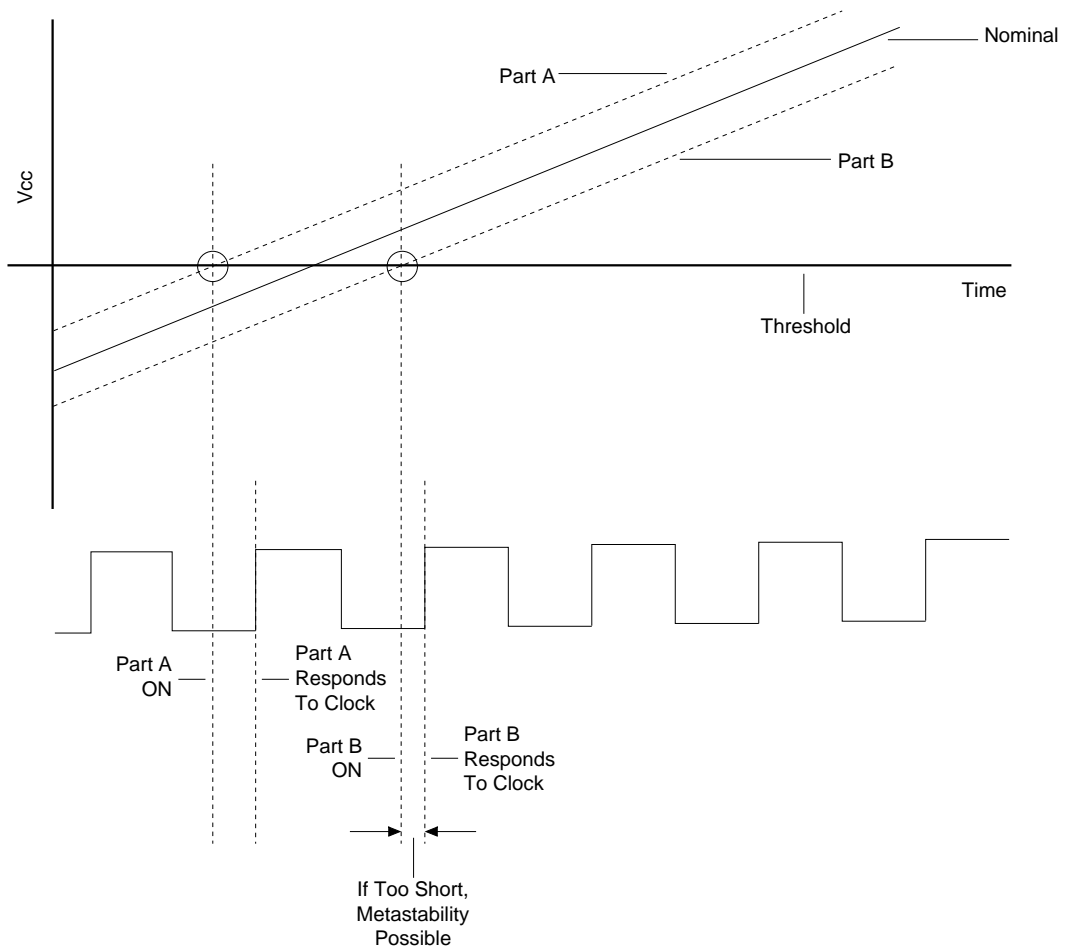 Nominal
Part A
Part B
Vcc
Time
Threshold
Part A
ON
Part A
Responds
To Clock
Part B
ON
Part B
Responds
To Clock
If Too Short,
Metastability
Possible